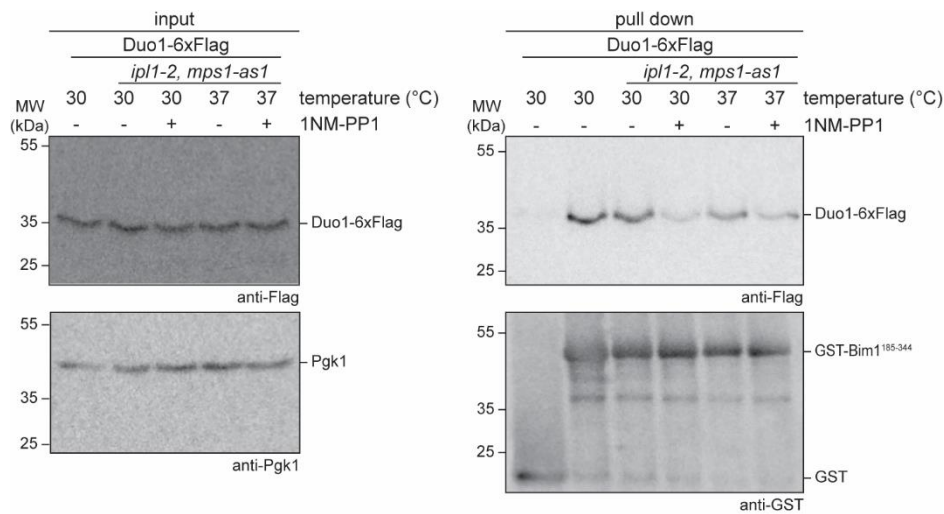 input
Duo1-6xFlag
ipl1-2, mps1-as1
MW (kDa)
30 30 30 37 37 temperature (°C)
- - + - + 1NM-PP1
55
35
25
Duo1-6xFlag
anti-Flag
55
35
25
Pgk1
anti-Pgk1
pull down
Duo1-6xFlag
ipl1-2, mps1-as1
MW (kDa)
30 30 30 30 37 37 temperature (°C)
- - - + - + 1NM-PP1
55
35
25
Duo1-6xFlag
anti-Flag
55
35
25
GST-Bim1¹⁸⁵⁻³⁴⁴
GST
anti-GST